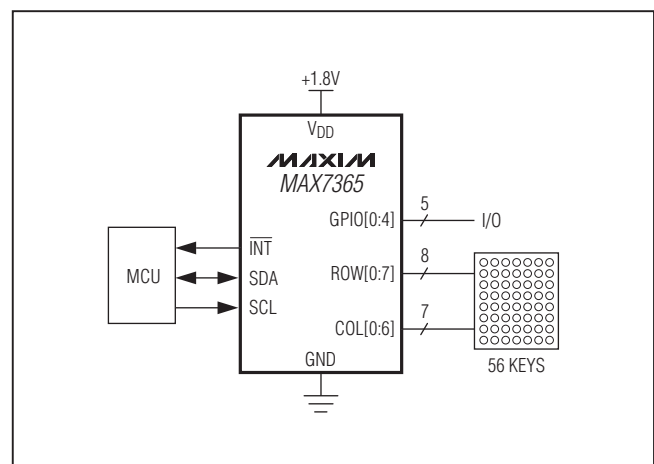 +1.8V
VDD
MAXIM
MAX7365
GPIO[0:4]
5
I/O
INT
SDA
SCL
MCU
ROW[0:7]
8
COL[0:6]
7
GND
56 KEYS